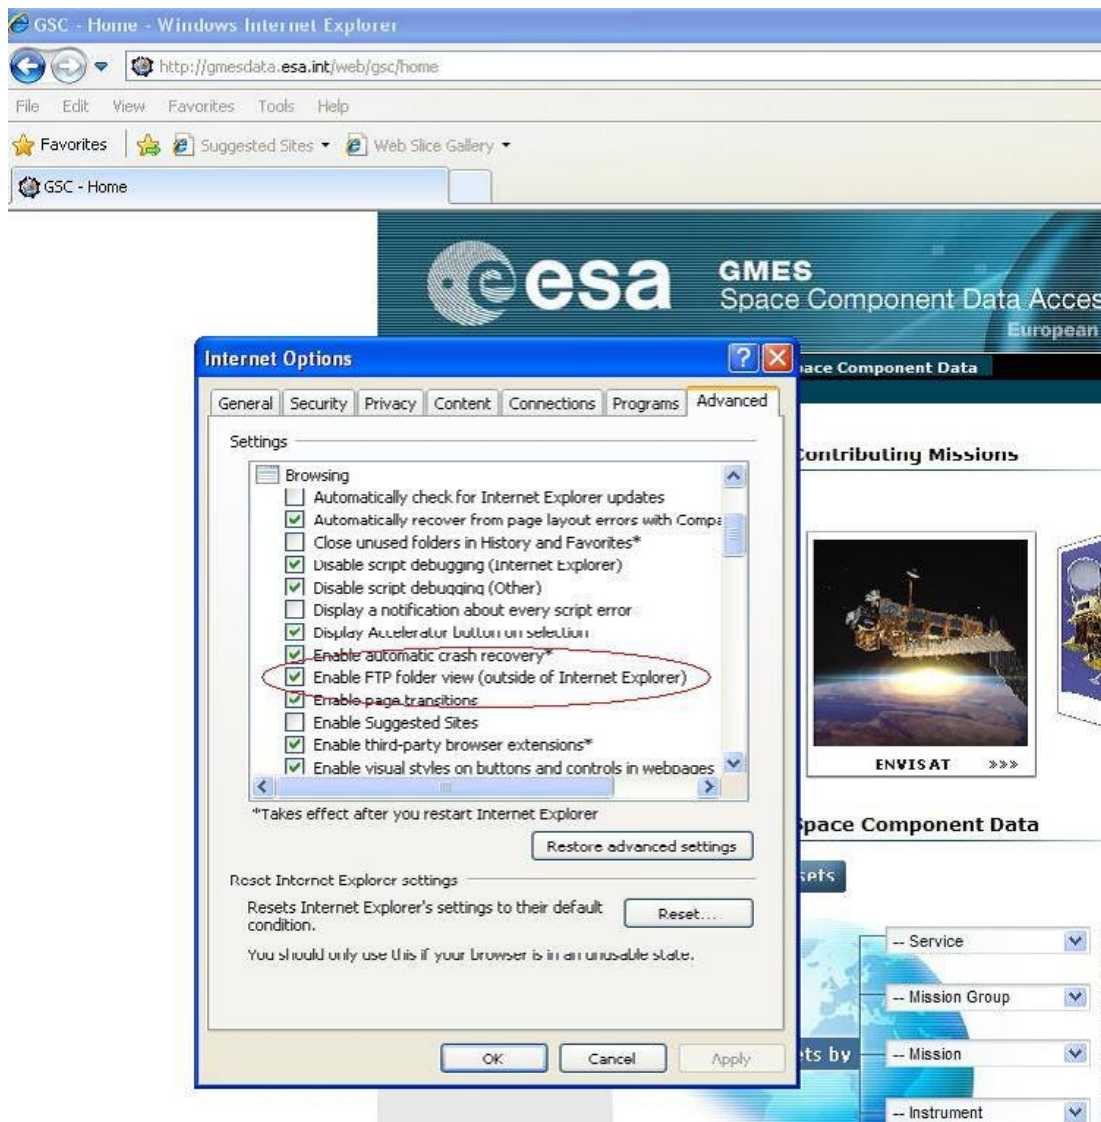 GSC - Home - Windows Internet Explorer
http://gmesdata.esa.int/web/gsc/home
File Edit View Favorites Tools Help
Favorites Suggested Sites Web Slice Gallery
GSC - Home
esa
GMES
Space Component Data Acces
European
Internet Options
ace Component Data
General Security Privacy Content Connections Programs Advanced
Settings
Contributing Missions
Browsing
Automatically check for Internet Explorer updates
Automatically recover from page layout errors with Compa
Close unused folders in History and Favorites*
Disable script debugging (Internet Explorer)
Disable script debugging (Other)
Display a notification about every script error
Display Accelerator button on selection
Enable automatic crash recovery*
Enable FTP folder view (outside of Internet Explorer)
Enable page transitions
Enable Suggested Sites
Enable third-party browser extensions*
Enable visual styles on buttons and controls in webpages
ENVISAT >>>
*Takes effect after you restart Internet Explorer
Space Component Data
Restore advanced settings
sets
Reset Internet Explorer settings
Resets Internet Explorer's settings to their default
condition.
Reset...
You should only use this if your browser is in an unusable state.
-- Service
-- Mission Group
ets by
-- Mission
OK Cancel Apply
-- Instrument